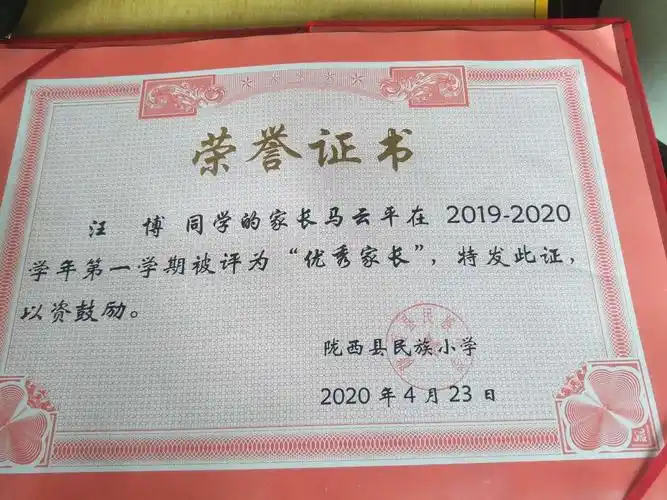 荣誉证书
汪 博 同学的家长马云平在 2019-2020
学年第一学期被评为“优秀家长”，特发此证，
以资鼓励。
陇西县民族小学
2020 年 4 月 23 日